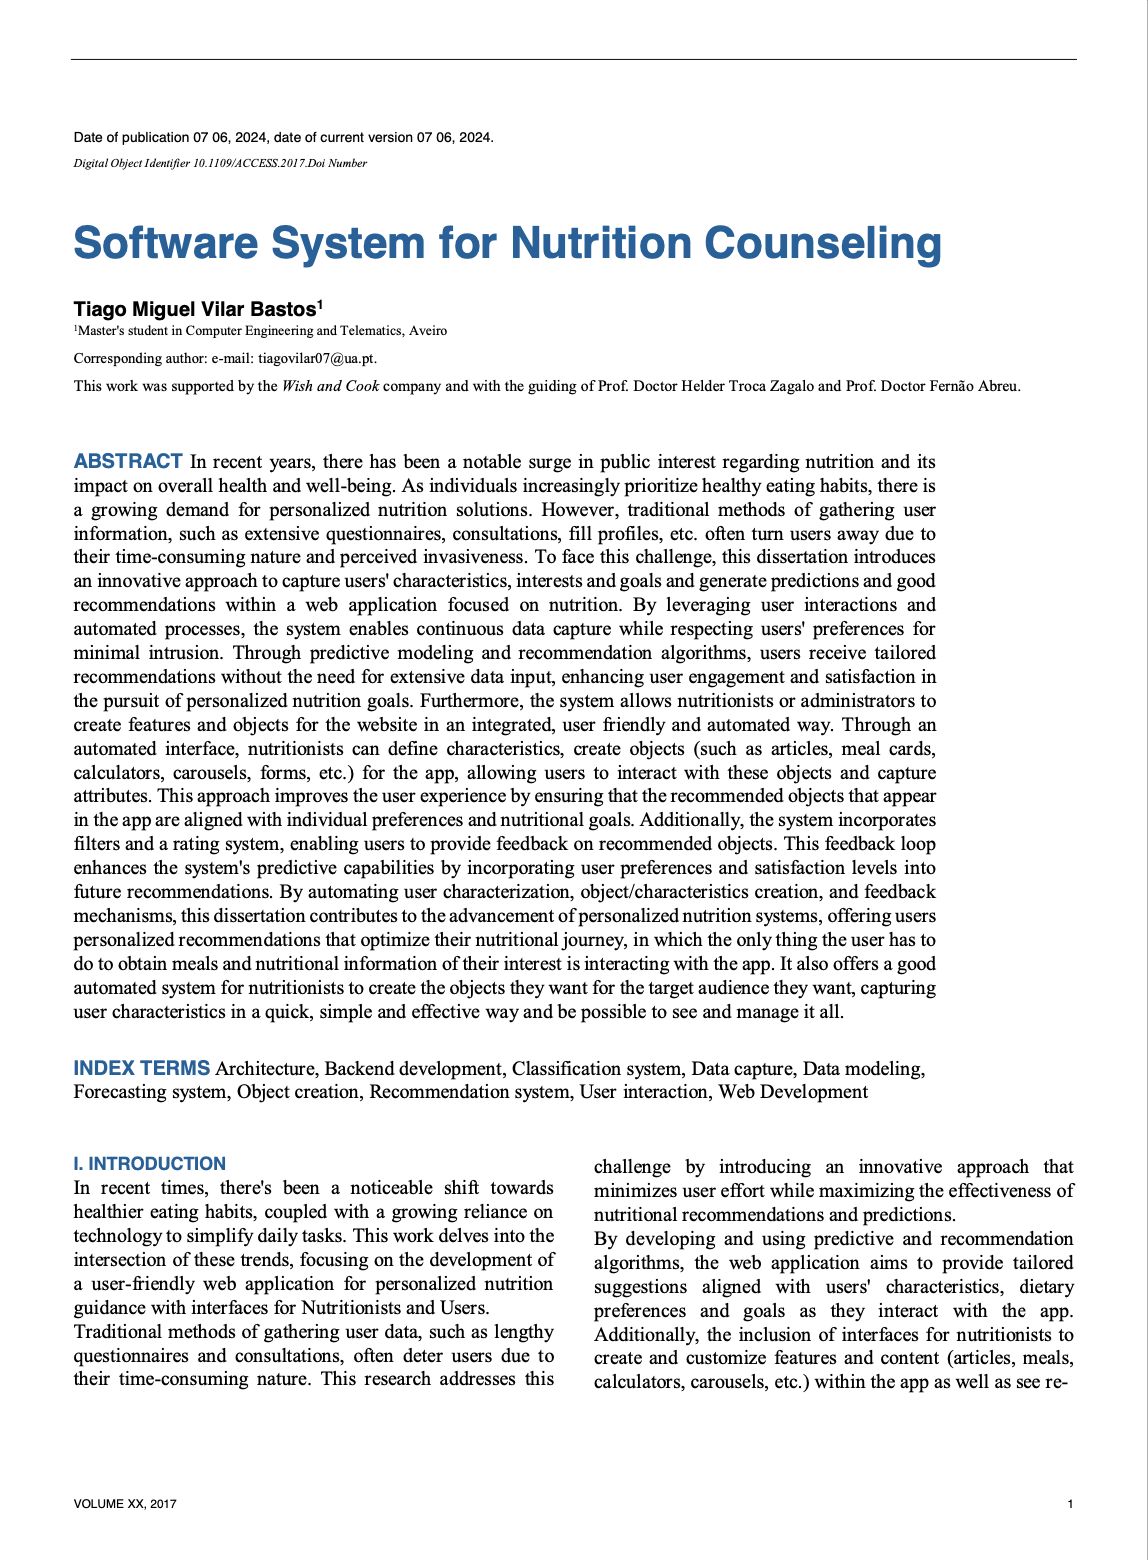 Date of publication 07 06, 2024, date of current version 07 06, 2024.
Digital Object Identifier 10.1109/ACCESS.2017.Doi Number
Software System for Nutrition Counseling
Tiago Miguel Vilar Bastos¹
¹Master's student in Computer Engineering and Telematics, Aveiro
Corresponding author: e-mail: tiagovilar07@ua.pt.
This work was supported by the Wish and Cook company and with the guiding of Prof. Doctor Helder Troca Zagalo and Prof. Doctor Fernão Abreu.
ABSTRACT In recent years, there has been a notable surge in public interest regarding nutrition and its
impact on overall health and well-being. As individuals increasingly prioritize healthy eating habits, there is
a growing demand for personalized nutrition solutions. However, traditional methods of gathering user
information, such as extensive questionnaires, consultations, fill profiles, etc. often turn users away due to
their time-consuming nature and perceived invasiveness. To face this challenge, this dissertation introduces
an innovative approach to capture users' characteristics, interests and goals and generate predictions and good
recommendations within a web application focused on nutrition. By leveraging user interactions and
automated processes, the system enables continuous data capture while respecting users' preferences for
minimal intrusion. Through predictive modeling and recommendation algorithms, users receive tailored
recommendations without the need for extensive data input, enhancing user engagement and satisfaction in
the pursuit of personalized nutrition goals. Furthermore, the system allows nutritionists or administrators to
create features and objects for the website in an integrated, user friendly and automated way. Through an
automated interface, nutritionists can define characteristics, create objects (such as articles, meal cards,
calculators, carousels, forms, etc.) for the app, allowing users to interact with these objects and capture
attributes. This approach improves the user experience by ensuring that the recommended objects that appear
in the app are aligned with individual preferences and nutritional goals. Additionally, the system incorporates
filters and a rating system, enabling users to provide feedback on recommended objects. This feedback loop
enhances the system's predictive capabilities by incorporating user preferences and satisfaction levels into
future recommendations. By automating user characterization, object/characteristics creation, and feedback
mechanisms, this dissertation contributes to the advancement of personalized nutrition systems, offering users
personalized recommendations that optimize their nutritional journey, in which the only thing the user has to
do to obtain meals and nutritional information of their interest is interacting with the app. It also offers a good
automated system for nutritionists to create the objects they want for the target audience they want, capturing
user characteristics in a quick, simple and effective way and be possible to see and manage it all.
INDEX TERMS Architecture, Backend development, Classification system, Data capture, Data modeling,
Forecasting system, Object creation, Recommendation system, User interaction, Web Development
I. INTRODUCTION
In recent times, there's been a noticeable shift towards
healthier eating habits, coupled with a growing reliance on
technology to simplify daily tasks. This work delves into the
intersection of these trends, focusing on the development of
a user-friendly web application for personalized nutrition
guidance with interfaces for Nutritionists and Users.
Traditional methods of gathering user data, such as lengthy
questionnaires and consultations, often deter users due to
their time-consuming nature. This research addresses this
challenge by introducing an innovative approach that
minimizes user effort while maximizing the effectiveness of
nutritional recommendations and predictions.
By developing and using predictive and recommendation
algorithms, the web application aims to provide tailored
suggestions aligned with users' characteristics, dietary
preferences and goals as they interact with the app.
Additionally, the inclusion of interfaces for nutritionists to
create and customize features and content (articles, meals,
calculators, carousels, etc.) within the app as well as see re-
VOLUME XX, 2017
1